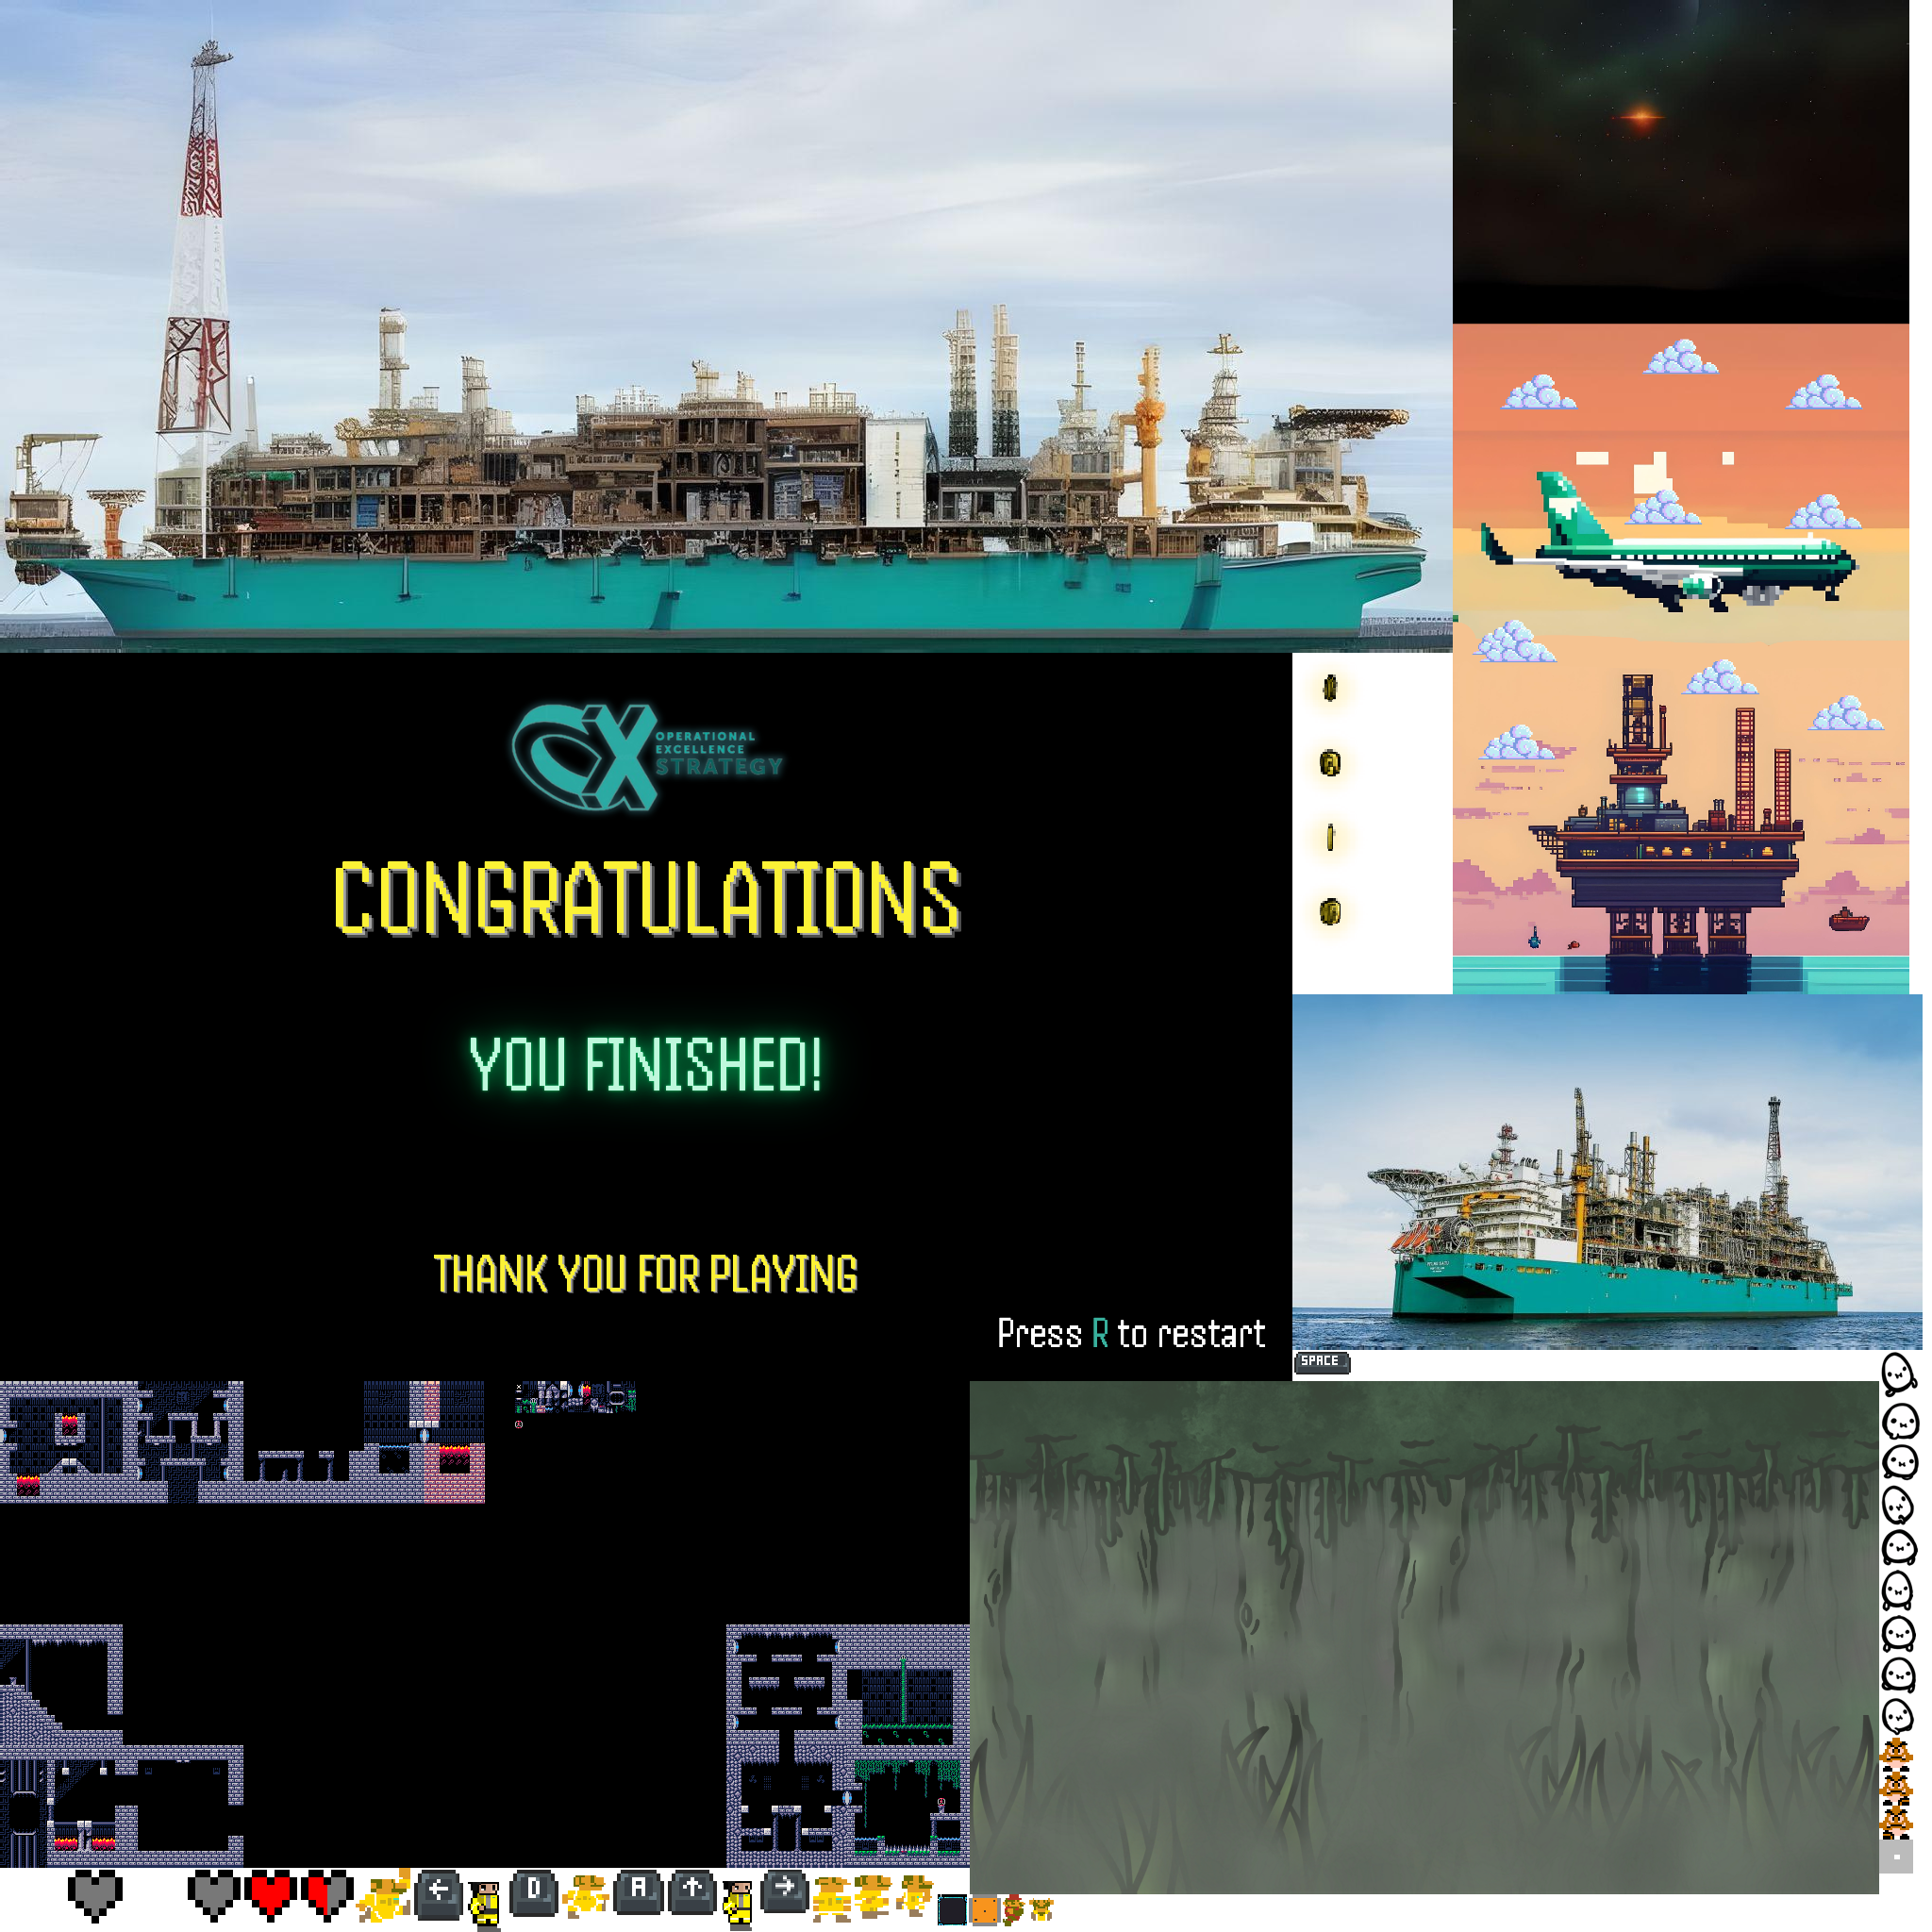 OPERATIONAL
EXCELLENCE
STRATEGY
CONGRATULATIONS
YOU FINISHED!
THANK YOU FOR PLAYING
Press R to restart
SPACE
D
A